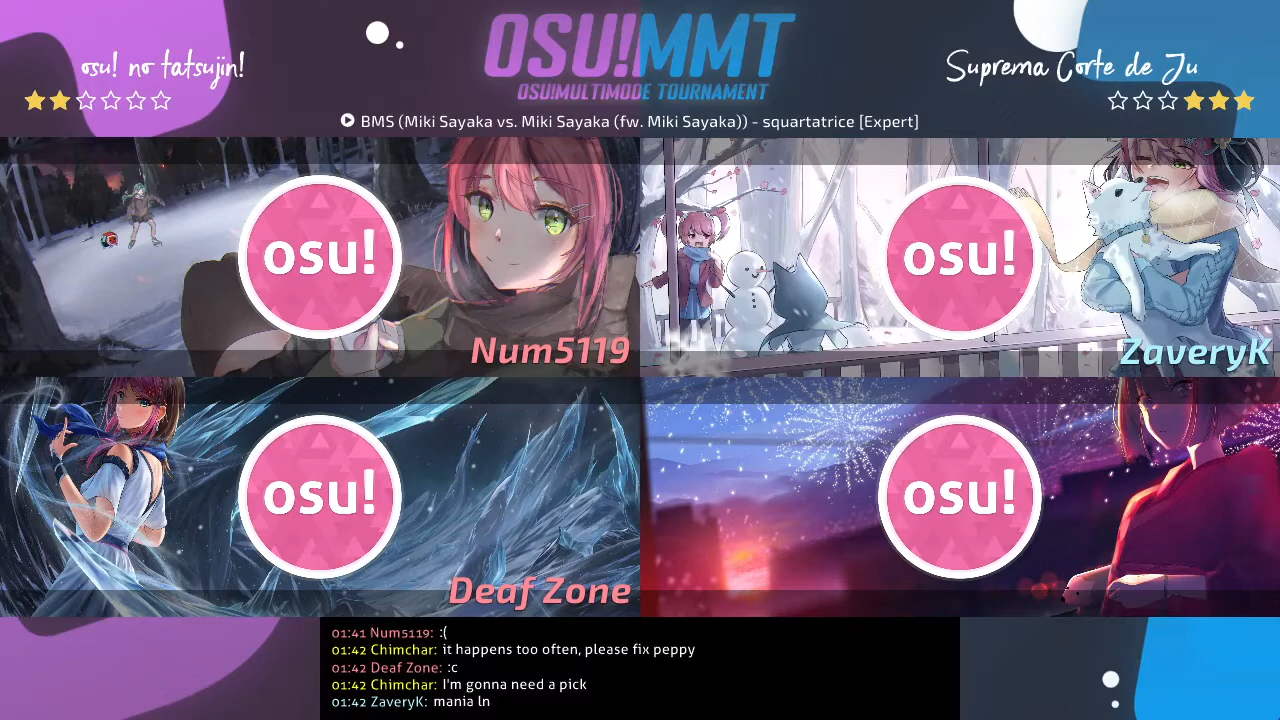 OSU!MMT
OSU!MULTIMODE TOURNAMENT
osu! no tatsujin!
Suprema Corte de Ju
BMS (Miki Sayaka vs. Miki Sayaka (fw. Miki Sayaka)) - squartatrice [Expert]
osu!
osu!
Num5119
ZaveryK
osu!
osu!
Deaf Zone
01:41 Num5119: :(
01:42 Chimchar: it happens too often, please fix peppy
01:42 Deaf Zone: :c
01:42 Chimchar: I'm gonna need a pick
01:42 ZaveryK: mania ln